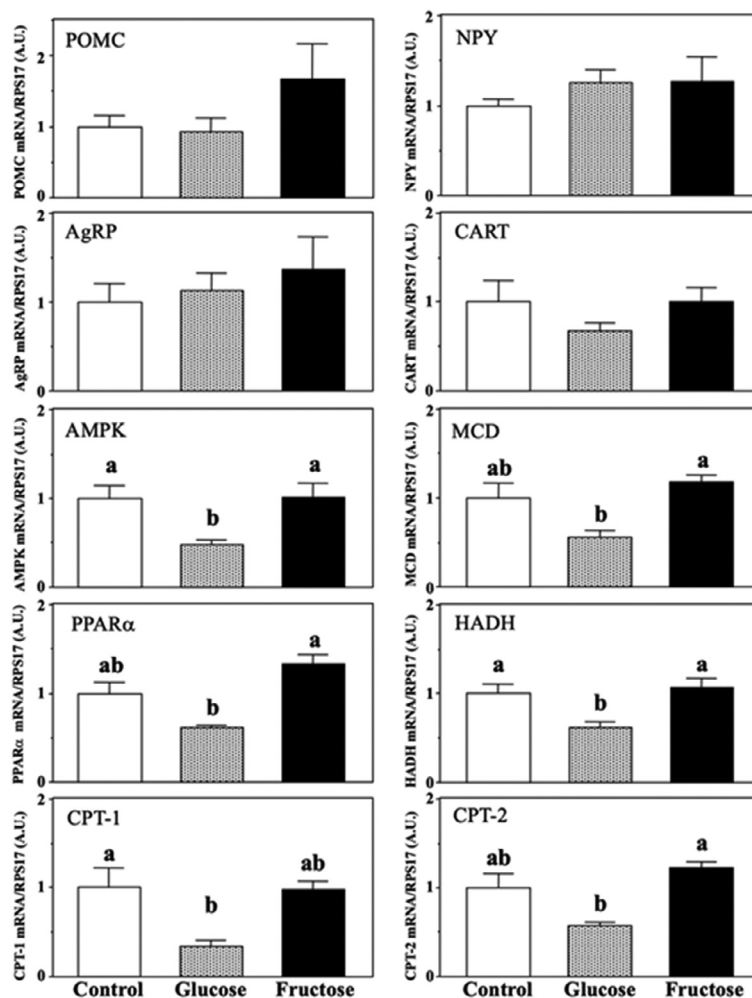 POMC
POMC mRNA/RPS17 (A.U.)
2
1
0
NPY
NPY mRNA/RPS17 (A.U.)
2
1
0
AgRP
AgRP mRNA/RPS17 (A.U.)
2
1
0
CART
CART mRNA/RPS17 (A.U.)
2
1
0
AMPK
AMPK mRNA/RPS17 (A.U.)
2
1
0
a
b
a
MCD
MCD mRNA/RPS17 (A.U.)
2
1
0
ab
b
a
PPARα
PPARα mRNA/RPS17 (A.U.)
2
1
0
ab
b
a
HADH
HADH mRNA/RPS17 (A.U.)
2
1
0
a
b
a
CPT-1
CPT-1 mRNA/RPS17 (A.U.)
2
1
0
a
b
ab
Control Glucose Fructose
CPT-2
CPT-2 mRNA/RPS17 (A.U.)
2
1
0
ab
b
a
Control Glucose Fructose